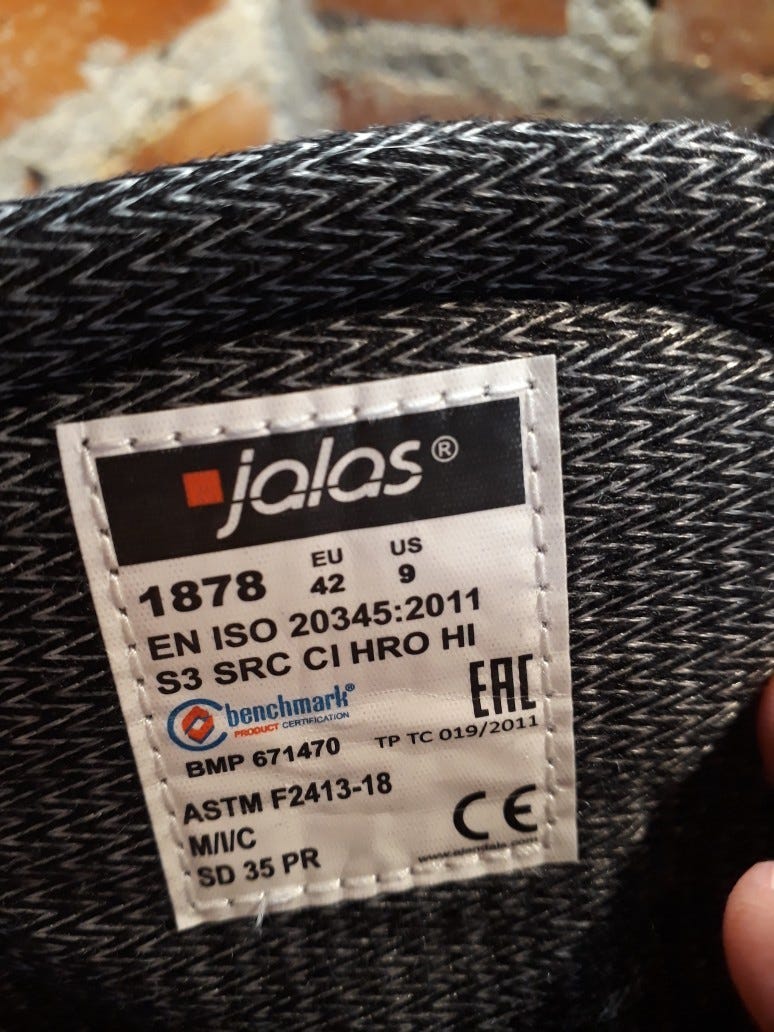 jalas®
1878 EU 42 US 9
EN ISO 20345:2011
S3 SRC CI HRO HI
benchmark®
PRODUCT CERTIFICATION
EAC
BMP 671470 TP TC 019/2011
ASTM F2413-18
M/I/C
CE
SD 35 PR